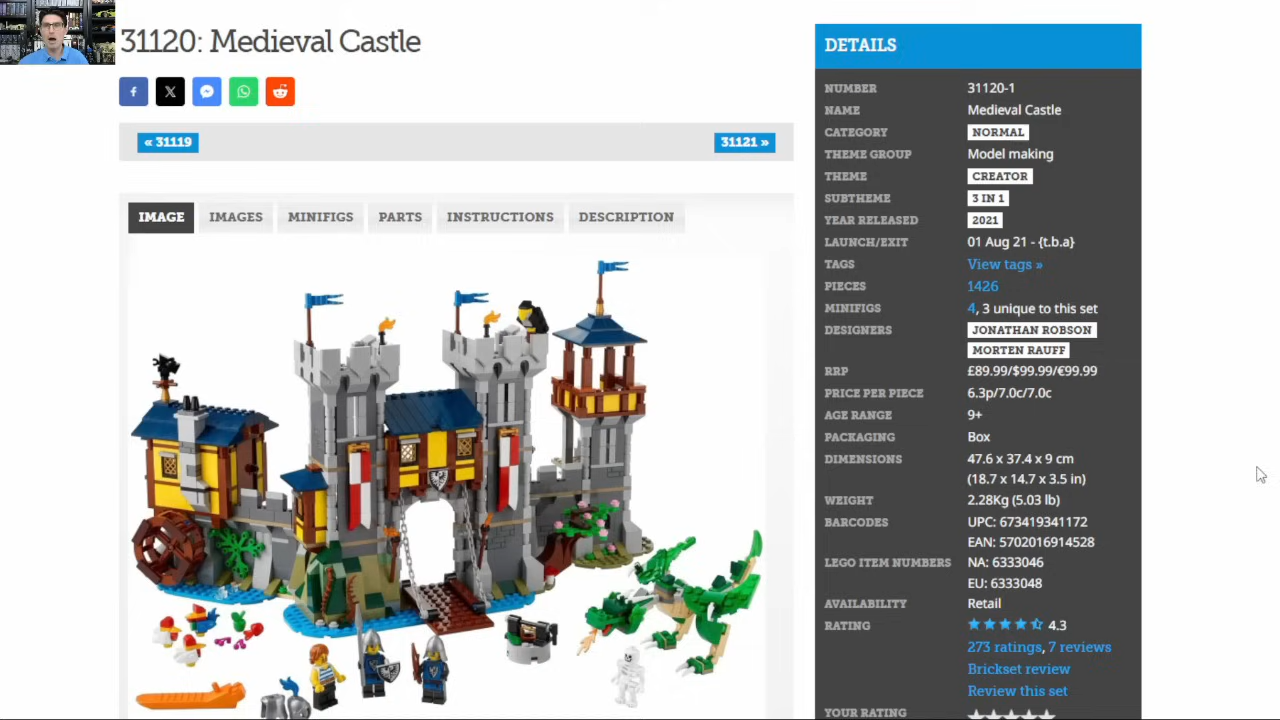 31120: Medieval Castle
« 31119
31121 »
IMAGE
IMAGES
MINIFIGS
PARTS
INSTRUCTIONS
DESCRIPTION
DETAILS
NUMBER 31120-1
NAME Medieval Castle
CATEGORY NORMAL
THEME GROUP Model making
THEME CREATOR
SUBTHEME 3 IN 1
YEAR RELEASED 2021
LAUNCH/EXIT 01 Aug 21 - {t.b.a}
TAGS View tags »
PIECES 1426
MINIFIGS 4, 3 unique to this set
DESIGNERS JONATHAN ROBSON
MORTEN RAUFF
RRP £89.99/$99.99/€99.99
PRICE PER PIECE 6.3p/7.0c/7.0c
AGE RANGE 9+
PACKAGING Box
DIMENSIONS 47.6 x 37.4 x 9 cm
(18.7 x 14.7 x 3.5 in)
WEIGHT 2.28Kg (5.03 lb)
BARCODES UPC: 673419341172
EAN: 5702016914528
LEGO ITEM NUMBERS NA: 6333046
EU: 6333048
AVAILABILITY Retail
RATING 4.3
273 ratings, 7 reviews
Brickset review
Review this set
YOUR RATING